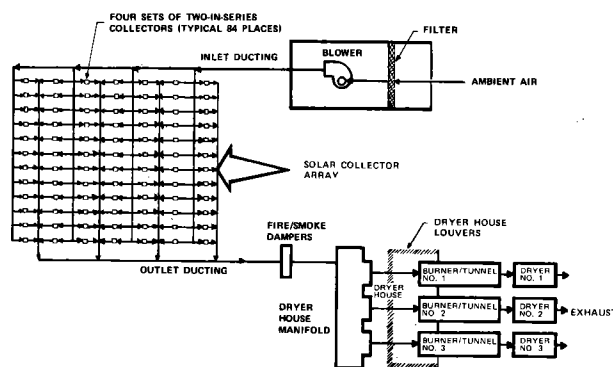 FOUR SETS OF TWO-IN-SERIES
COLLECTORS (TYPICAL 84 PLACES)
FILTER
BLOWER
INLET DUCTING
AMBIENT AIR
SOLAR COLLECTOR
ARRAY
FIRE/SMOKE
DAMPERS
DRYER HOUSE
LOUVERS
OUTLET DUCTING
DRYER
HOUSE
MANIFOLD
DRYER
HOUSE
BURNER/TUNNEL
NO. 1
DRYER
NO. 1
BURNER/TUNNEL
NO. 2
DRYER
NO. 2
EXHAUS
BURNER/TUNNEL
NO. 3
DRYER
NO. 3